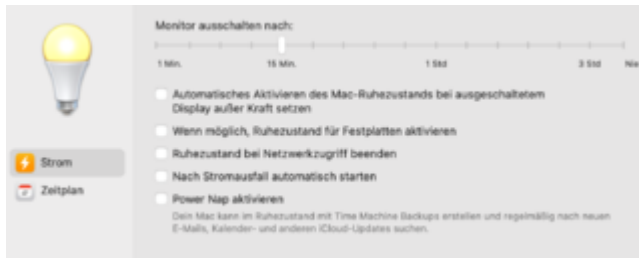 Monitor ausschalten nach:
1 Min. 15 Min. 1 Std 3 Std Nie
Automatisches Aktivieren des Mac-Ruhezustands bei ausgeschaltetem
Display außer Kraft setzen
Wenn möglich, Ruhezustand für Festplatten aktivieren
Ruhezustand bei Netzwerkzugriff beenden
Strom
Nach Stromausfall automatisch starten
Zeitplan
Power Nap aktivieren
Dein Mac kann im Ruhezustand mit Time Machine Backups erstellen und regelmäßig nach neuen
E-Mails, Kalender- und anderen iCloud-Updates suchen.